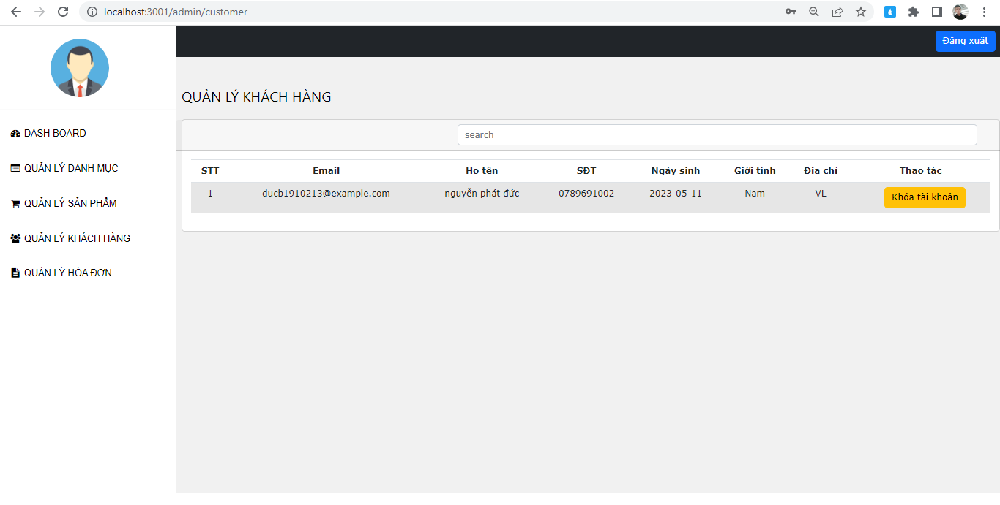 localhost:3001/admin/customer
Đăng xuất
DASH BOARD
QUẢN LÝ DANH MỤC
QUẢN LÝ SẢN PHẨM
QUẢN LÝ KHÁCH HÀNG
QUẢN LÝ HÓA ĐƠN
QUẢN LÝ KHÁCH HÀNG
search
STT Email Họ tên SĐT Ngày sinh Giới tính Địa chỉ Thao tác
1 ducb1910213@example.com nguyễn phát đức 0789691002 2023-05-11 Nam VL Khóa tài khoản